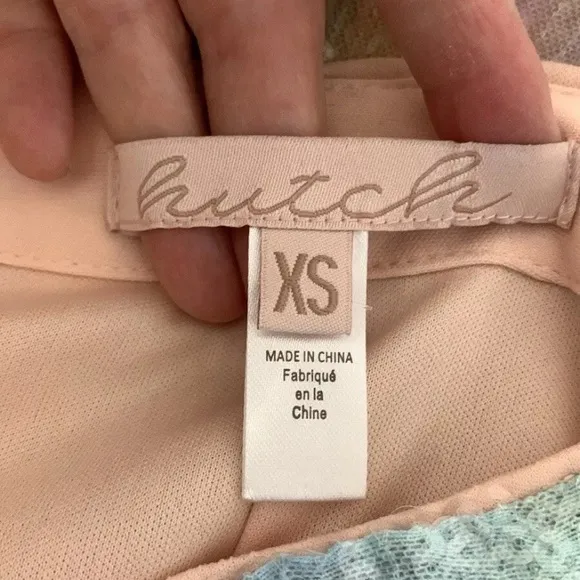 hutch
XS
MADE IN CHINA
Fabriqué
en la
Chine